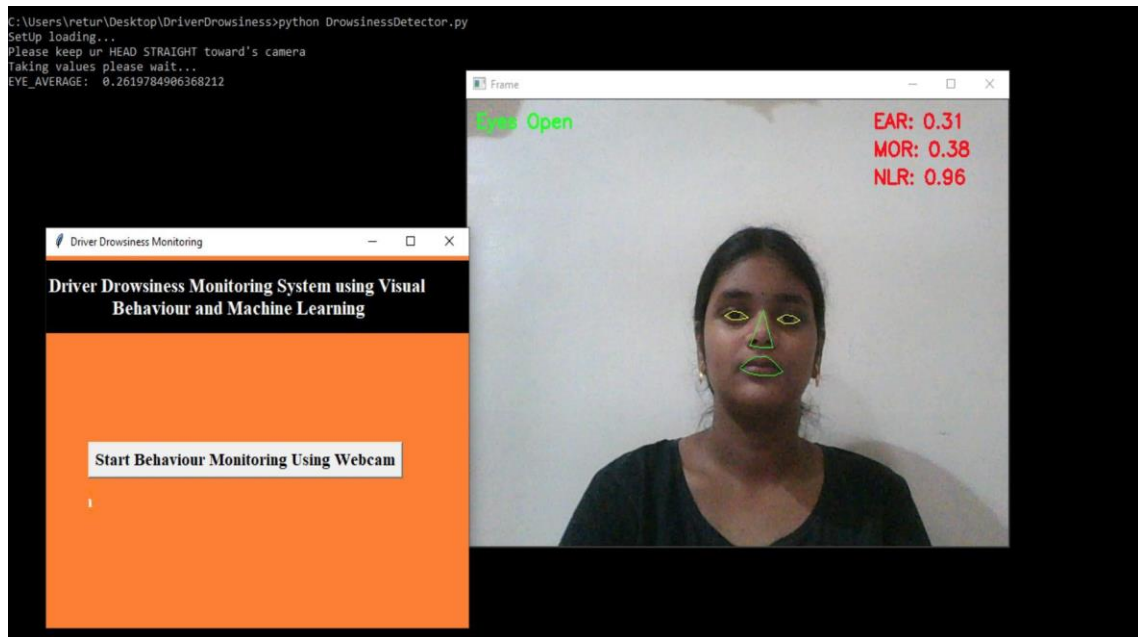 C:\Users\retur\Desktop\DriverDrowsiness>python DrowsinessDetector.py
SetUp loading...
Please keep ur HEAD STRAIGHT toward's camera
Taking values please wait...
EYE_AVERAGE:  0.2619784906368212
Frame
Eyes Open
EAR: 0.31
MOR: 0.38
NLR: 0.96
Driver Drowsiness Monitoring
Driver Drowsiness Monitoring System using Visual
Behaviour and Machine Learning
Start Behaviour Monitoring Using Webcam